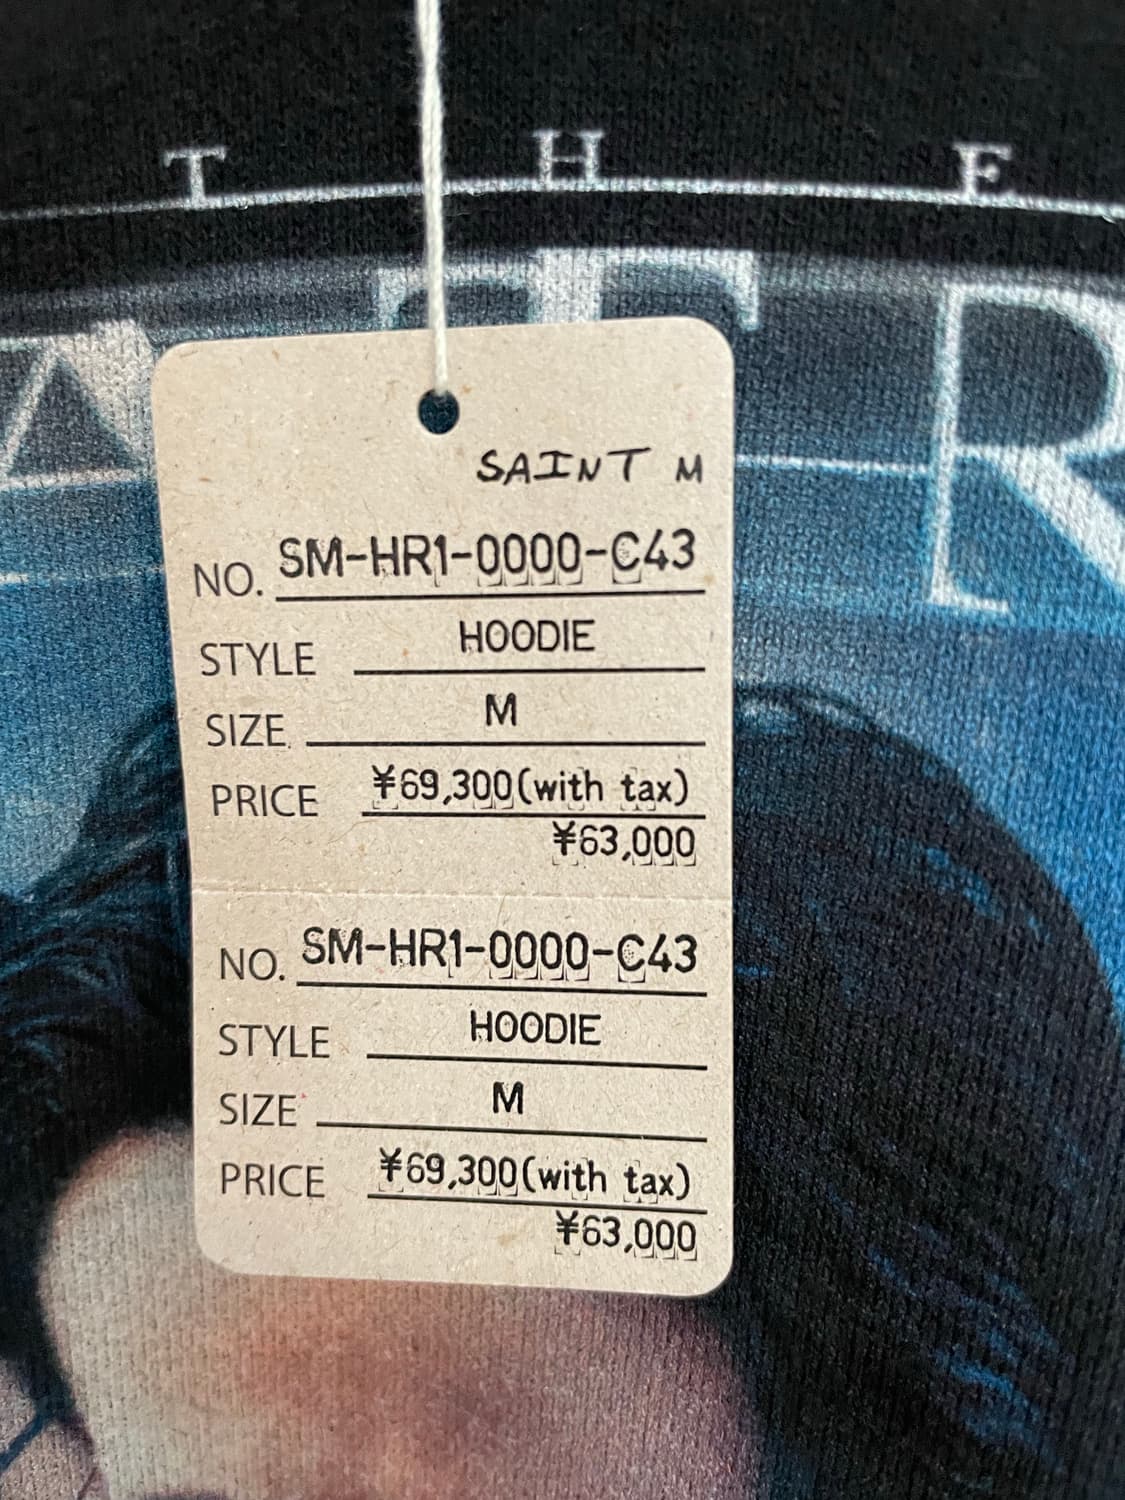 T H E
MATRI
SAINT M
NO. SM-HR1-0000-C43
STYLE HOODIE
SIZE M
PRICE ¥69,300(with tax)
¥63,000
NO. SM-HR1-0000-C43
STYLE HOODIE
SIZE M
PRICE ¥69,300(with tax)
¥63,000